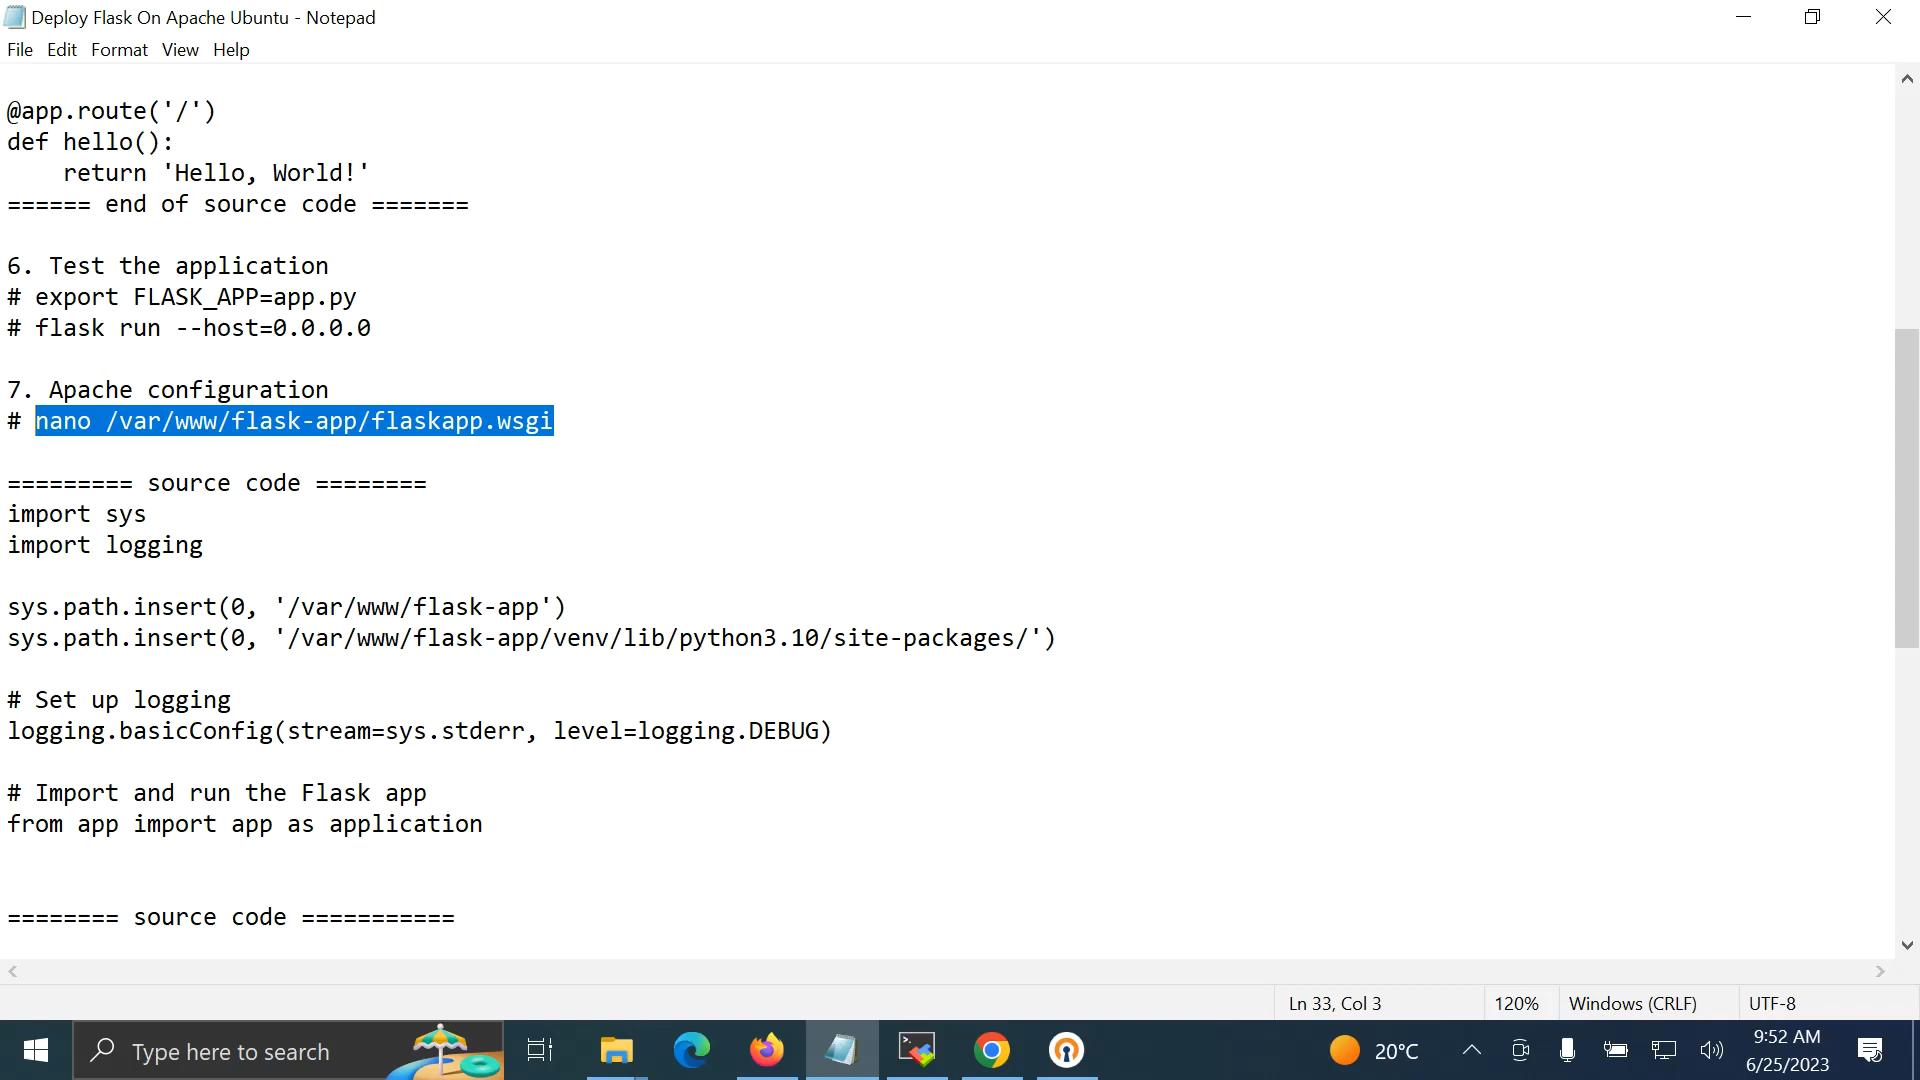 Deploy Flask On Apache Ubuntu - Notepad
File Edit Format View Help
@app.route('/')
def hello():
    return 'Hello, World!'
====== end of source code =======
6. Test the application
# export FLASK_APP=app.py
# flask run --host=0.0.0.0
7. Apache configuration
# nano /var/www/flask-app/flaskapp.wsgi
========= source code ========
import sys
import logging
sys.path.insert(0, '/var/www/flask-app')
sys.path.insert(0, '/var/www/flask-app/venv/lib/python3.10/site-packages/')
# Set up logging
logging.basicConfig(stream=sys.stderr, level=logging.DEBUG)
# Import and run the Flask app
from app import app as application
======== source code ===========
Ln 33, Col 3 120% Windows (CRLF) UTF-8
Type here to search 20°C 9:52 AM
6/25/2023